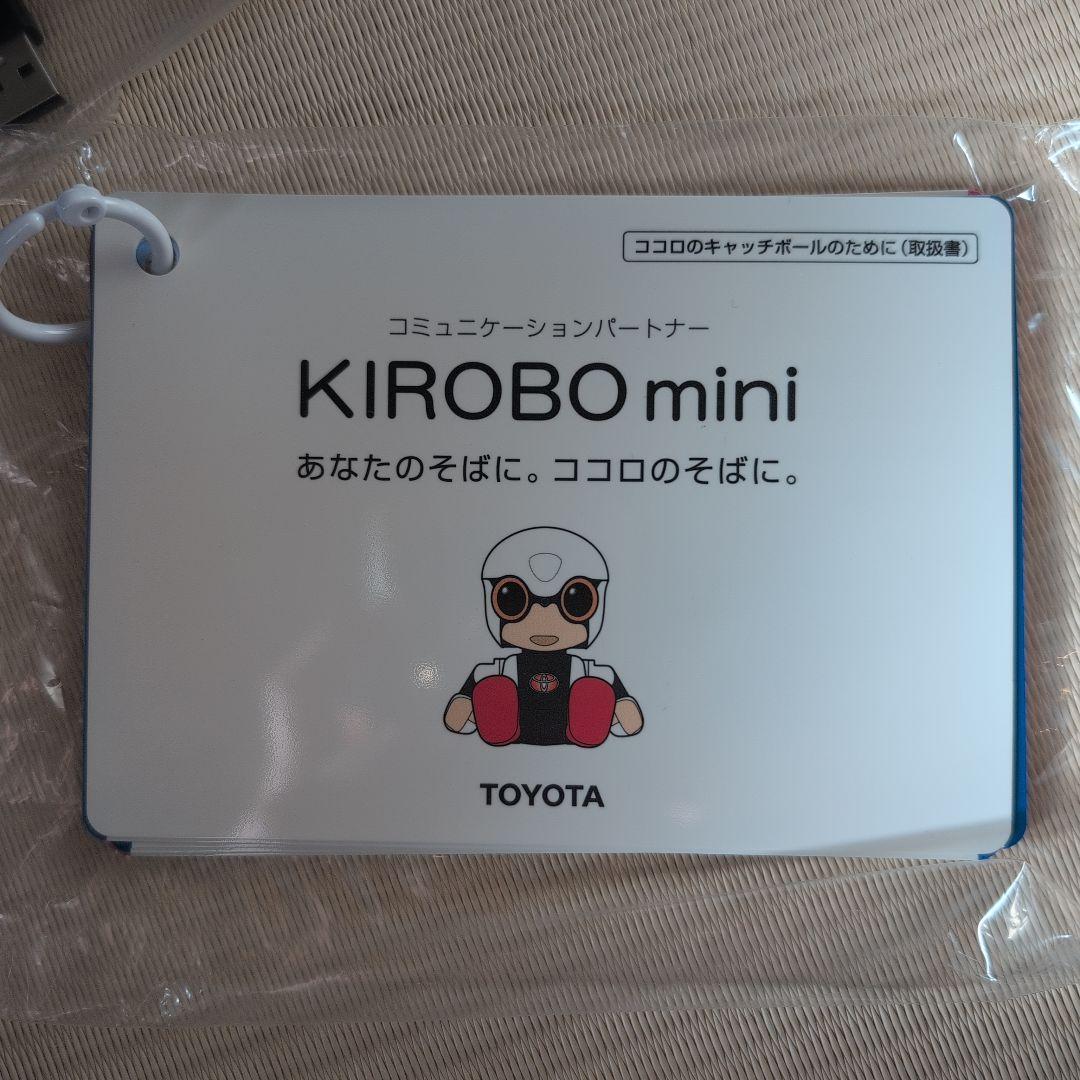 ココロのキャッチボールのために(取扱書)
コミュニケーションパートナー
KIROBO mini
あなたのそばに。ココロのそばに。
TOYOTA